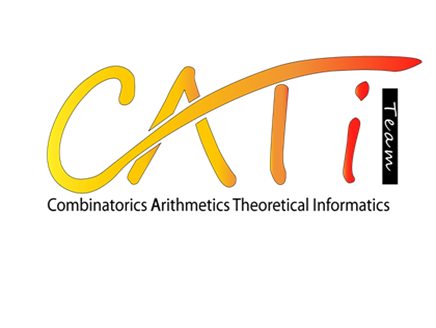 CATi
Team
Combinatorics Arithmetics Theoretical Informatics